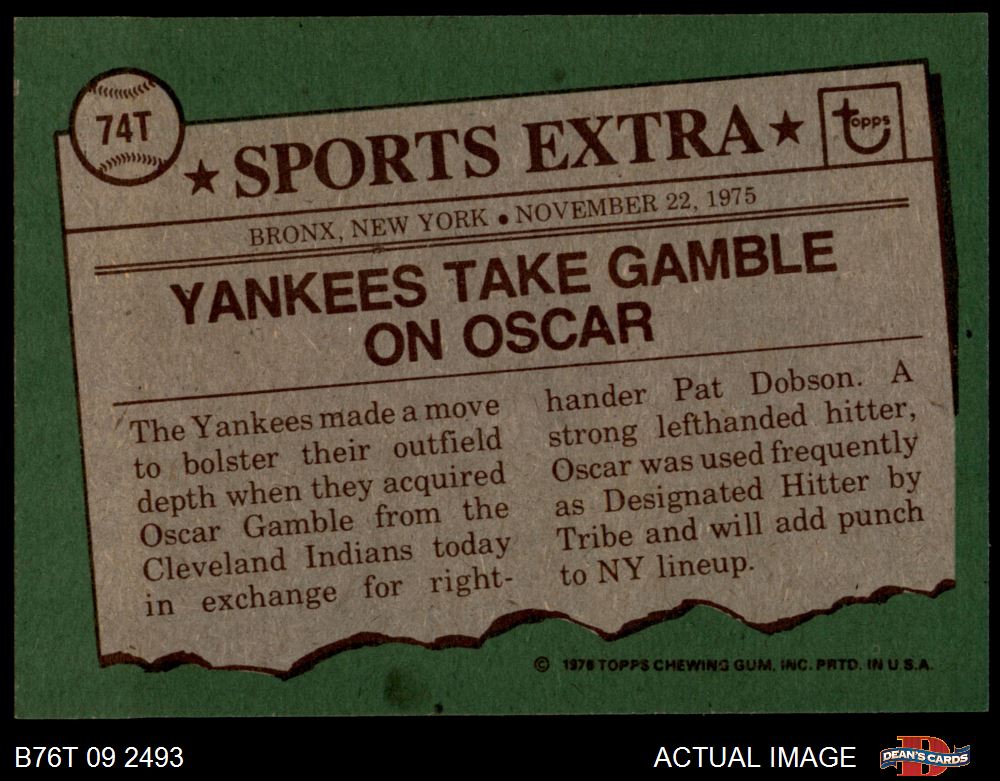 74T
★ SPORTS EXTRA ★
topps
BRONX, NEW YORK • NOVEMBER 22, 1975
YANKEES TAKE GAMBLE
ON OSCAR
The Yankees made a move
to bolster their outfield
depth when they acquired
Oscar Gamble from the
Cleveland Indians today
in exchange for right-
hander Pat Dobson. A
strong lefthanded hitter,
Oscar was used frequently
as Designated Hitter by
Tribe and will add punch
to NY lineup.
© 1976 TOPPS CHEWING GUM, INC. PRTD. IN U.S.A.
B76T 09 2493
ACTUAL IMAGE
DEAN'S CARDS